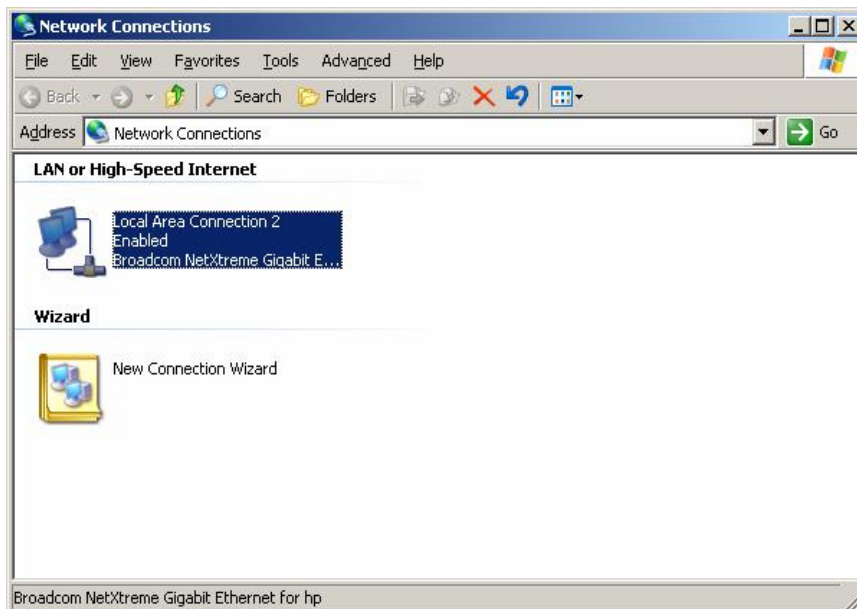 Network Connections
File Edit View Favorites Tools Advanced Help
Back Search Folders
Address Network Connections Go
LAN or High-Speed Internet
Local Area Connection 2
Enabled
Broadcom NetXtreme Gigabit E...
Wizard
New Connection Wizard
Broadcom NetXtreme Gigabit Ethernet for hp